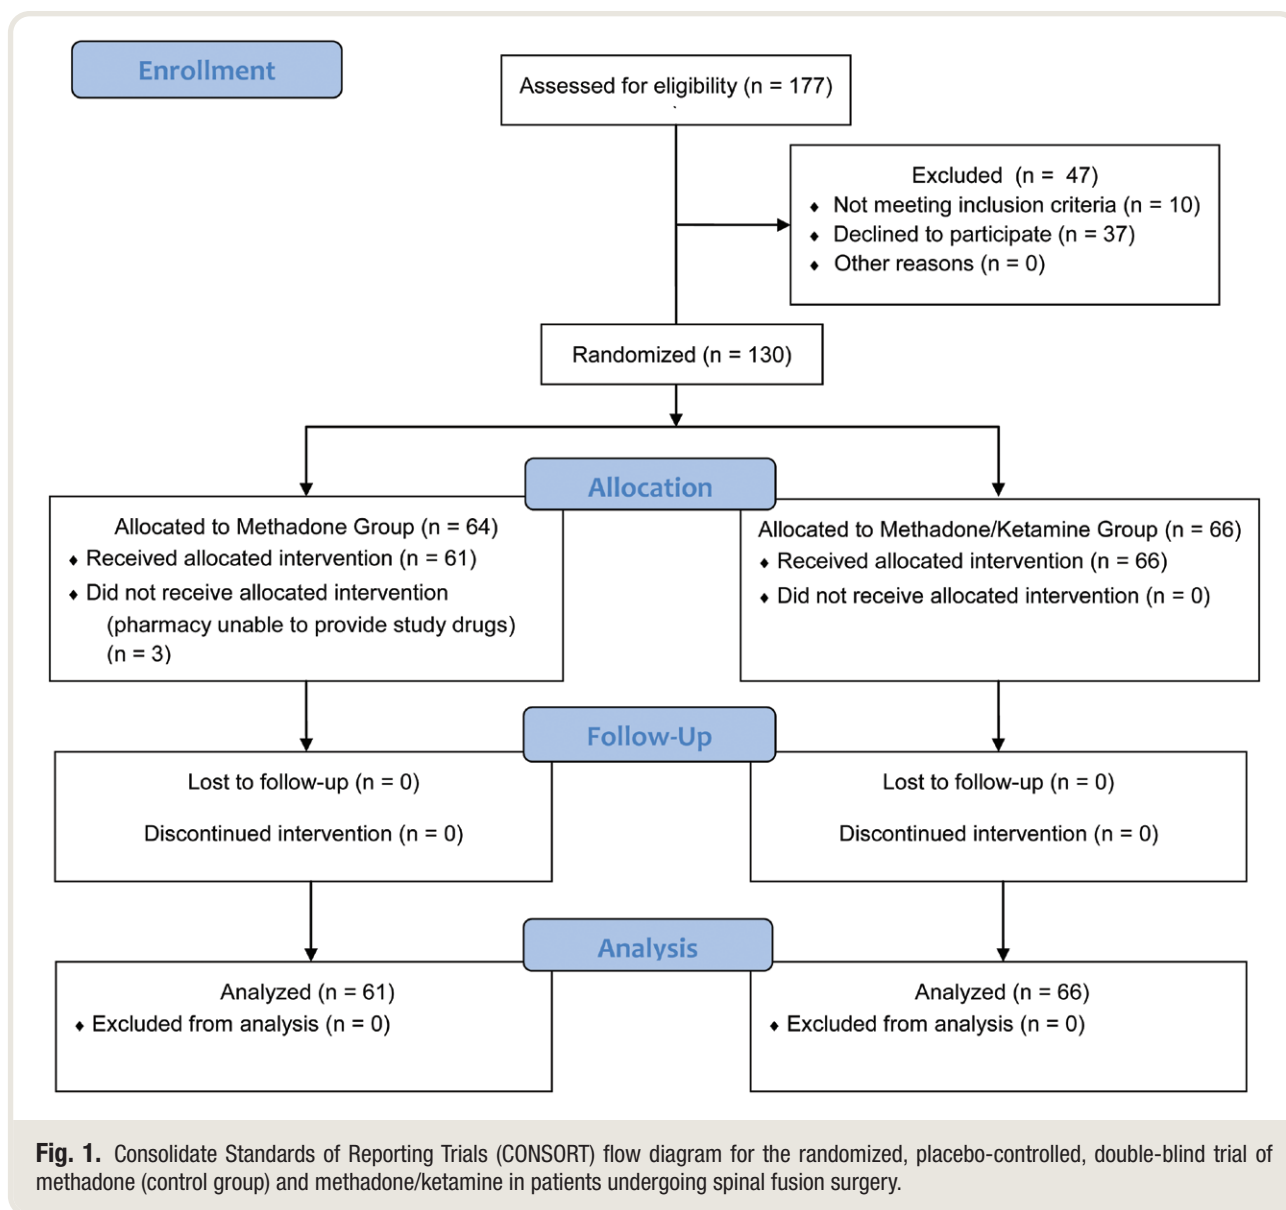 Enrollment
Assessed for eligibility (n = 177)
Excluded (n = 47)
♦ Not meeting inclusion criteria (n = 10)
♦ Declined to participate (n = 37)
♦ Other reasons (n = 0)
Randomized (n = 130)
Allocation
Allocated to Methadone Group (n = 64)
♦ Received allocated intervention (n = 61)
♦ Did not receive allocated intervention
(pharmacy unable to provide study drugs)
(n = 3)
Allocated to Methadone/Ketamine Group (n = 66)
♦ Received allocated intervention (n = 66)
♦ Did not receive allocated intervention (n = 0)
Follow-Up
Lost to follow-up (n = 0)
Discontinued intervention (n = 0)
Lost to follow-up (n = 0)
Discontinued intervention (n = 0)
Analysis
Analyzed (n = 61)
♦ Excluded from analysis (n = 0)
Analyzed (n = 66)
♦ Excluded from analysis (n = 0)
Fig. 1. Consolidate Standards of Reporting Trials (CONSORT) flow diagram for the randomized, placebo-controlled, double-blind trial of
methadone (control group) and methadone/ketamine in patients undergoing spinal fusion surgery.